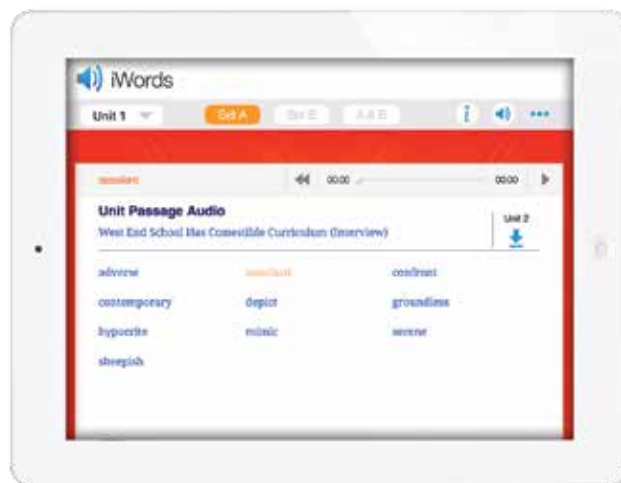 iWords
Unit 1 Set A Set B A & B i
00:00 00:00
Unit Passage Audio
West End School Has Comestible Curriculum (Interview)
Unit 2
adverse confront
contemporary depict groundless
hypocrite mimic serene
sheepish